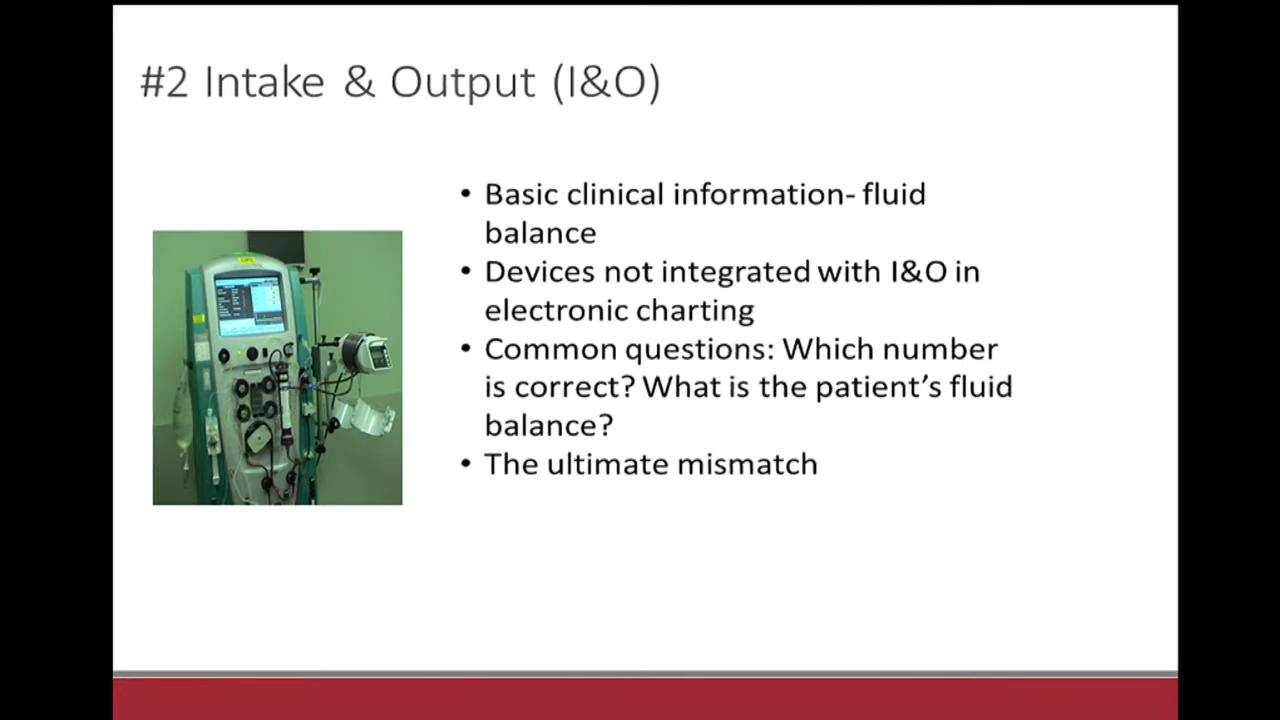 #2 Intake & Output (I&O)
• Basic clinical information- fluid
balance
• Devices not integrated with I&O in
electronic charting
• Common questions: Which number
is correct? What is the patient’s fluid
balance?
• The ultimate mismatch